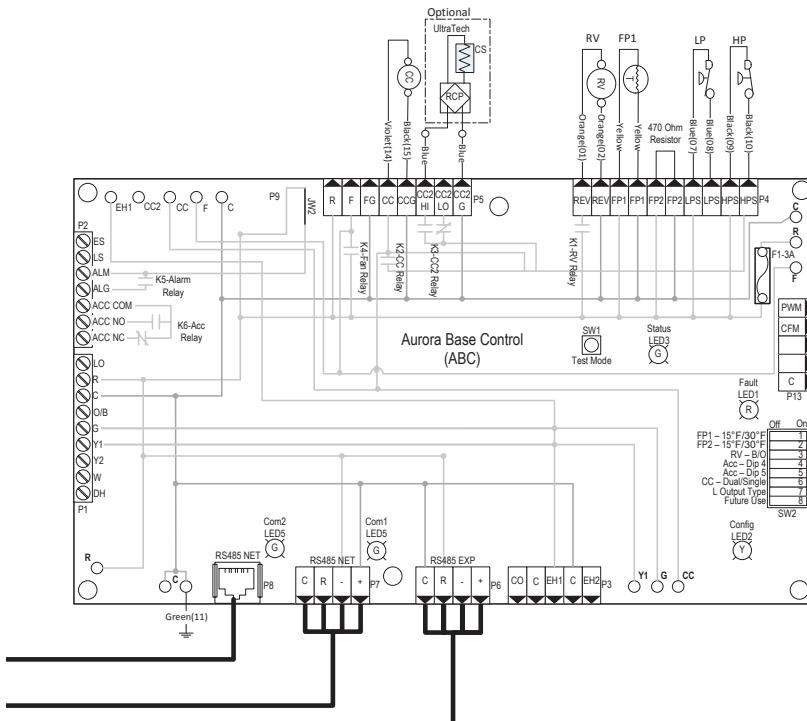 Optional
UltraTech
CS
RCP
CC
Violet(14)
Black(15)
Blue
Blue
RV
FP1
LP
HP
RV
T
Orange(01)
Orange(02)
Yellow
Yellow
470 Ohm
Resistor
Blue(07)
Blue(08)
Black(09)
Black(10)
EH1
CC2
CC
F
C
P9
JW2
R
F
FG
CC
CCG
CC2
HI
CC2
LO
CC2
G
P5
REV
REV
FP1
FP1
FP2
FP2
LPS
LPS
HPS
HPS
P4
C
R
F1-3A
F
P2
ES
LS
ALM
ALG
ACC COM
ACC NO
ACC NC
K5-Alarm
Relay
K6-Acc
Relay
K4-Fan Relay
K2-CC Relay
K3-CC2 Relay
K1-RV Relay
Aurora Base Control
(ABC)
SW1
Test Mode
Status
LED3
G
PWM
CFM
C
P13
Fault
LED1
R
LO
R
C
O/B
G
Y1
Y2
W
DH
P1
Off
On
FP1 – 15°F/30°F
1
FP2 – 15°F/30°F
2
RV – B/O
3
Acc – Dip 4
4
Acc – Dip 5
5
CC – Dual/Single
6
L Output Type
7
Future Use
8
SW2
Config
LED2
Y
R
C
Green(11)
RS485 NET
P8
Com2
LED5
G
RS485 NET
C
R
-
+
P7
Com1
LED5
G
RS485 EXP
C
R
-
+
P6
CO
C
EH1
C
EH2
P3
Y1
G
CC